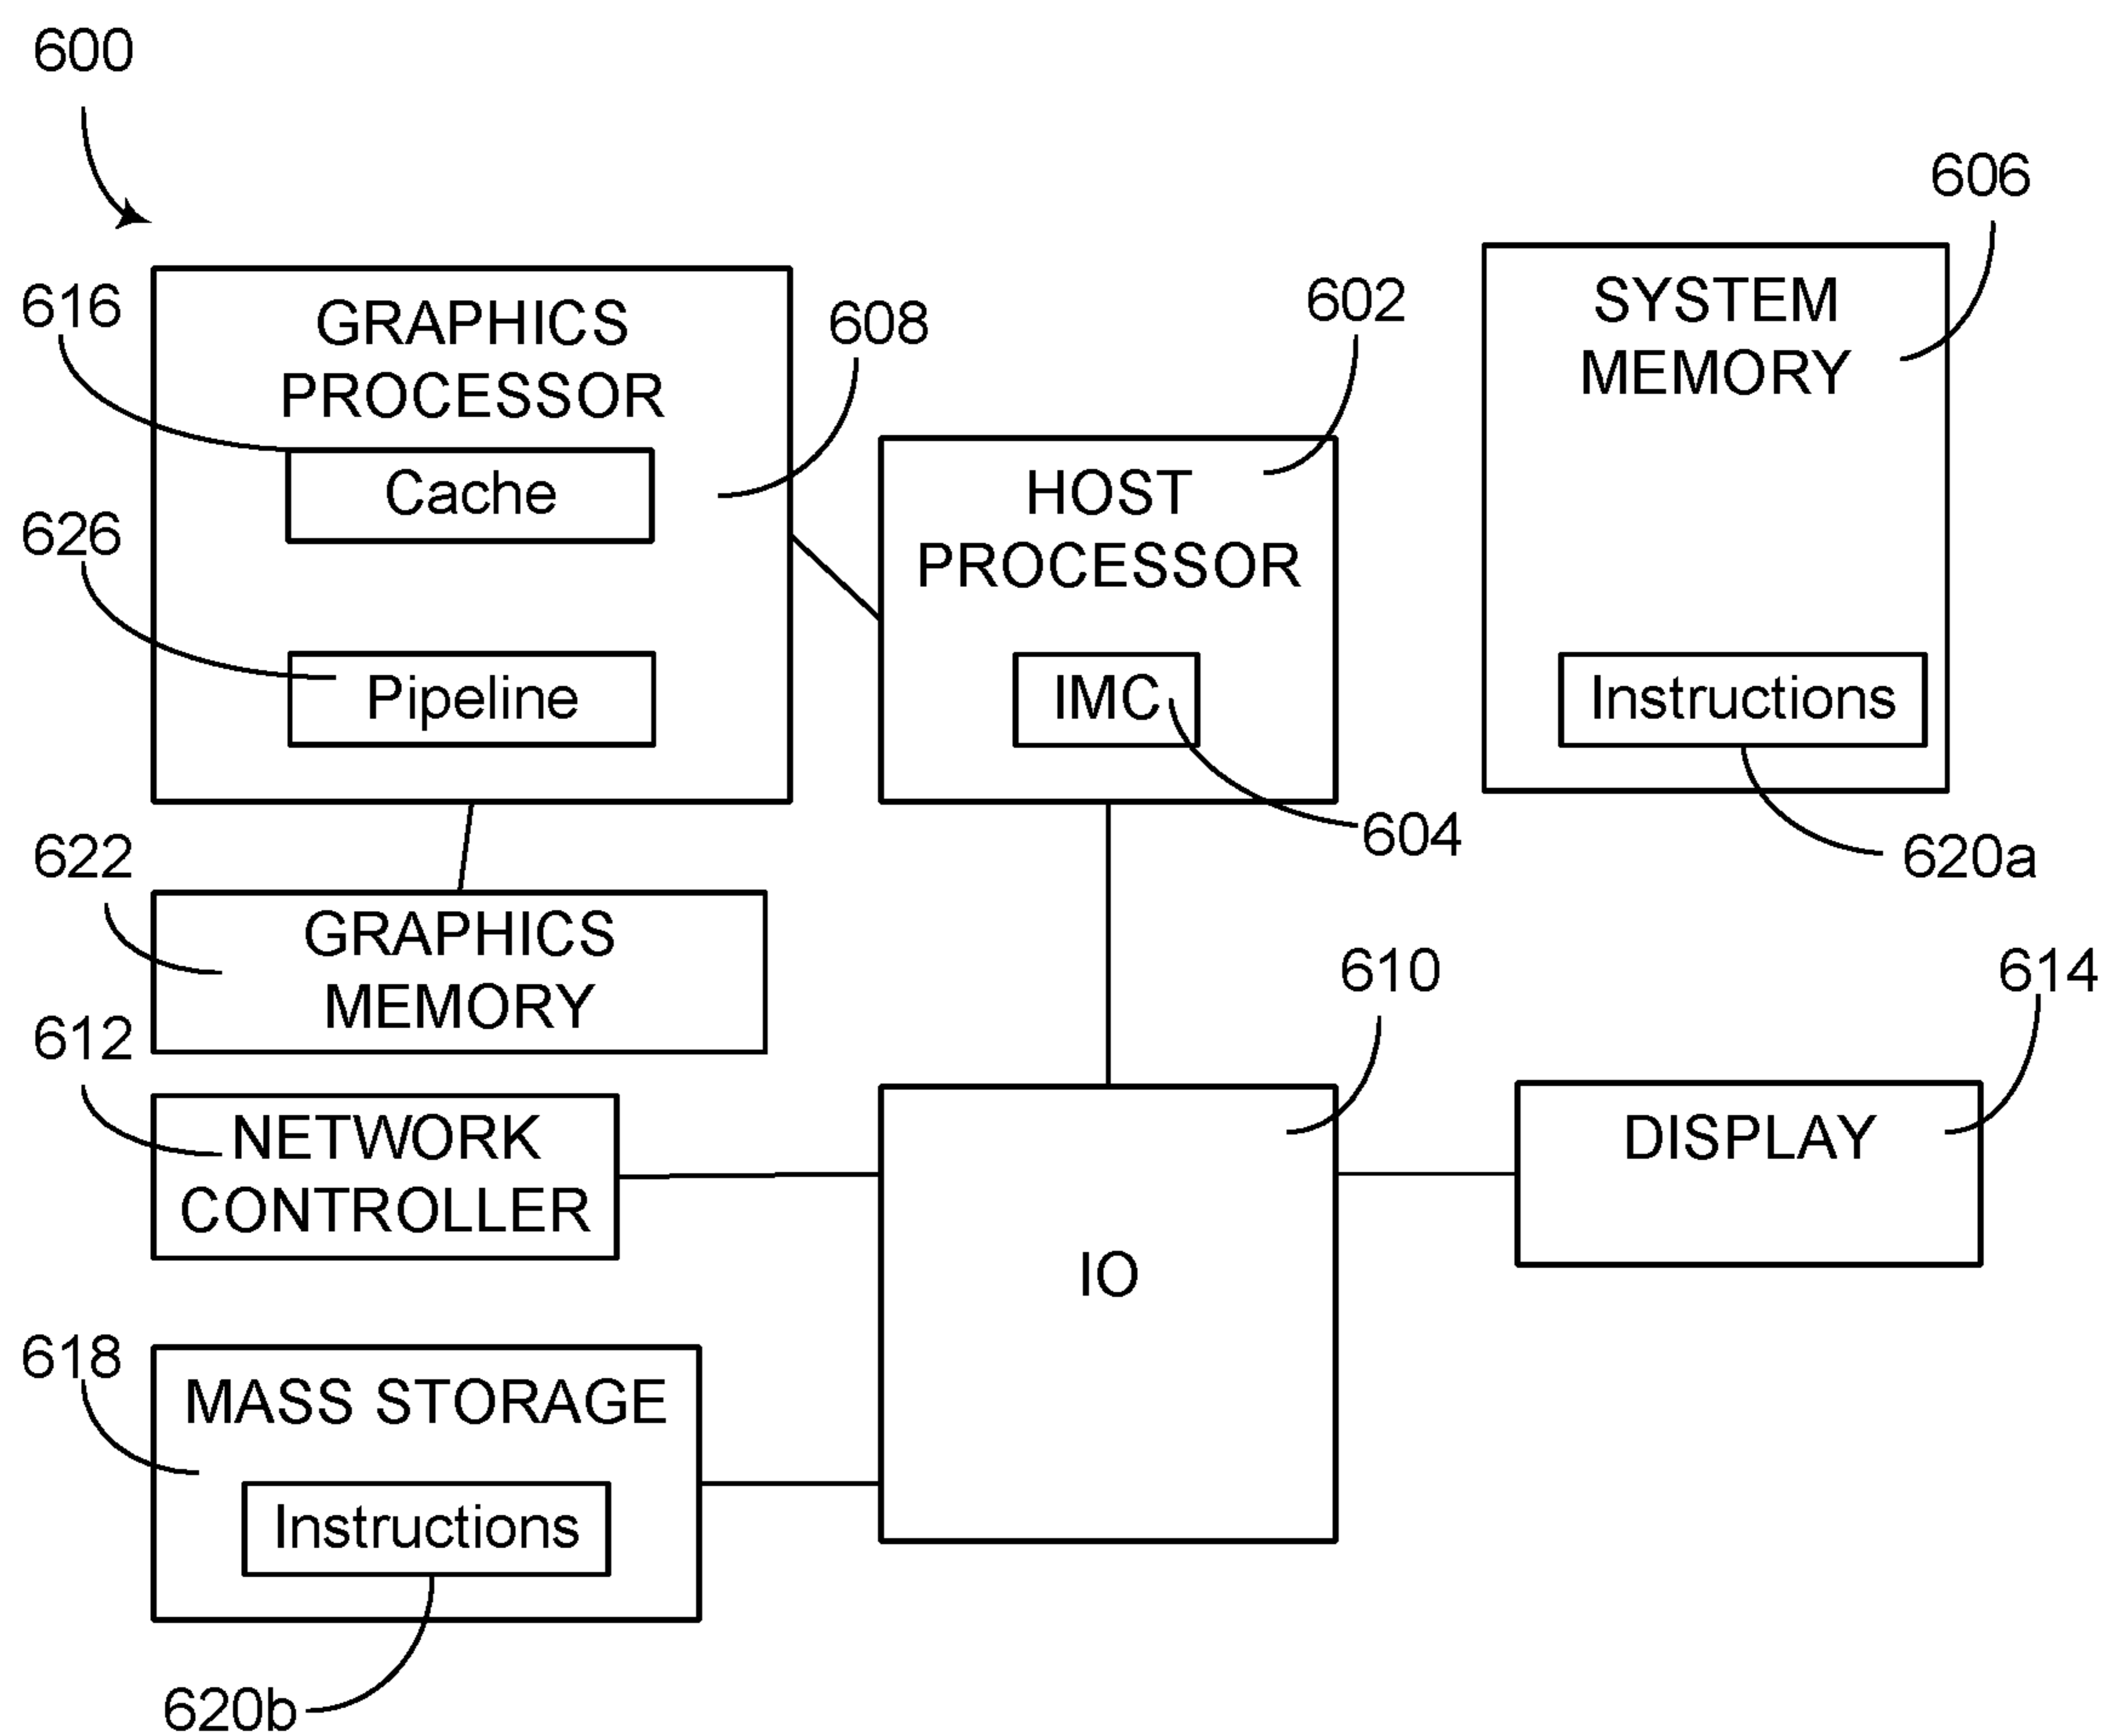 600
606
616
GRAPHICS
PROCESSOR
608
602
SYSTEM
MEMORY
Cache
HOST
PROCESSOR
626
Pipeline
IMC
Instructions
604
620a
622
GRAPHICS
MEMORY
610
614
612
NETWORK
CONTROLLER
DISPLAY
IO
618
MASS STORAGE
Instructions
620b